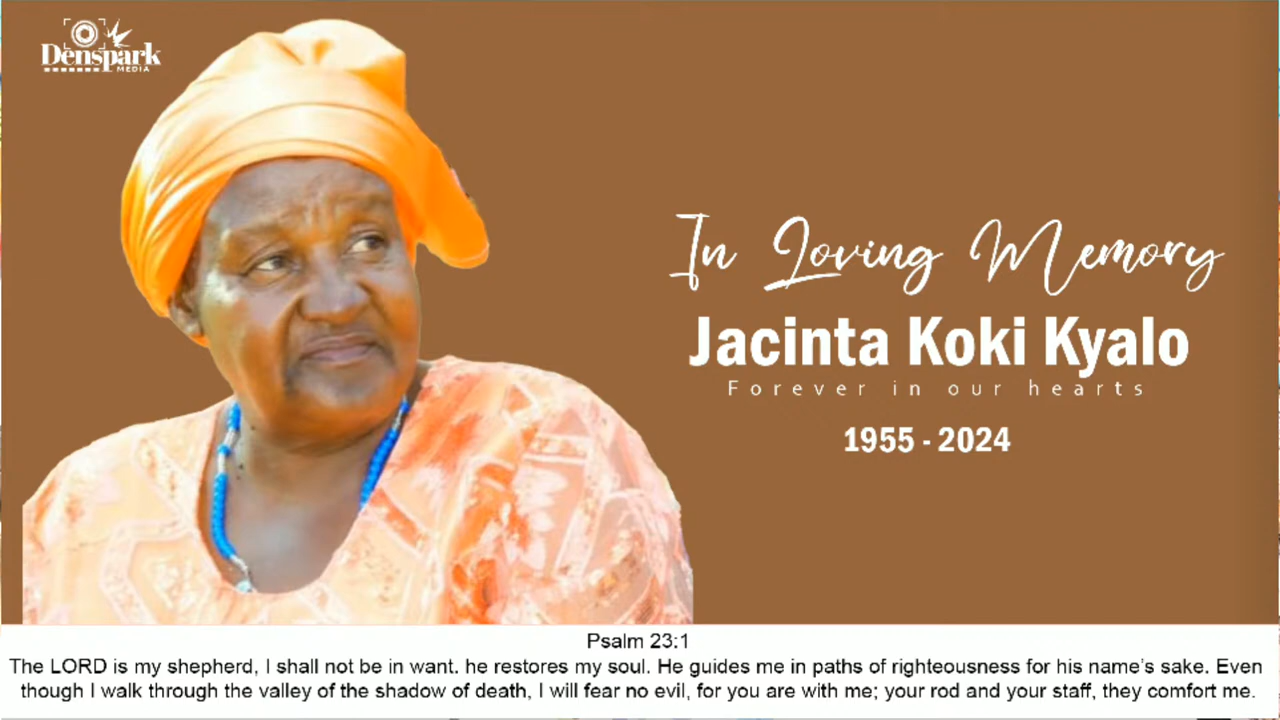 Denspark
MEDIA
In Loving Memory
Jacinta Koki Kyalo
Forever in our hearts
1955 - 2024
Psalm 23:1
The LORD is my shepherd, I shall not be in want. he restores my soul. He guides me in paths of righteousness for his name's sake. Even
though I walk through the valley of the shadow of death, I will fear no evil, for you are with me; your rod and your staff, they comfort me.